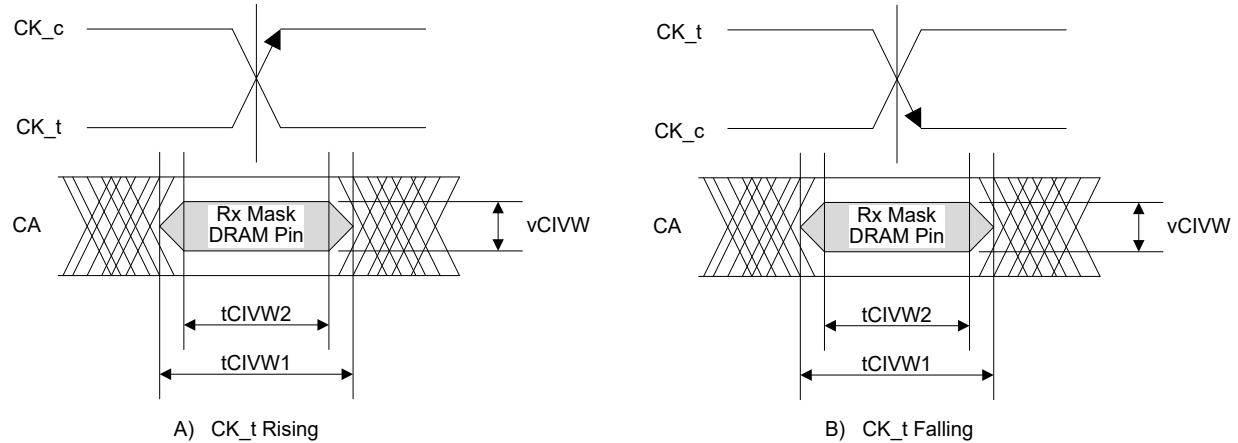 CK_c
CK_t
CA
Rx Mask
DRAM Pin
vCIVW
tCIVW2
tCIVW1
A) CK_t Rising
CK_t
CK_c
CA
Rx Mask
DRAM Pin
vCIVW
tCIVW2
tCIVW1
B) CK_t Falling